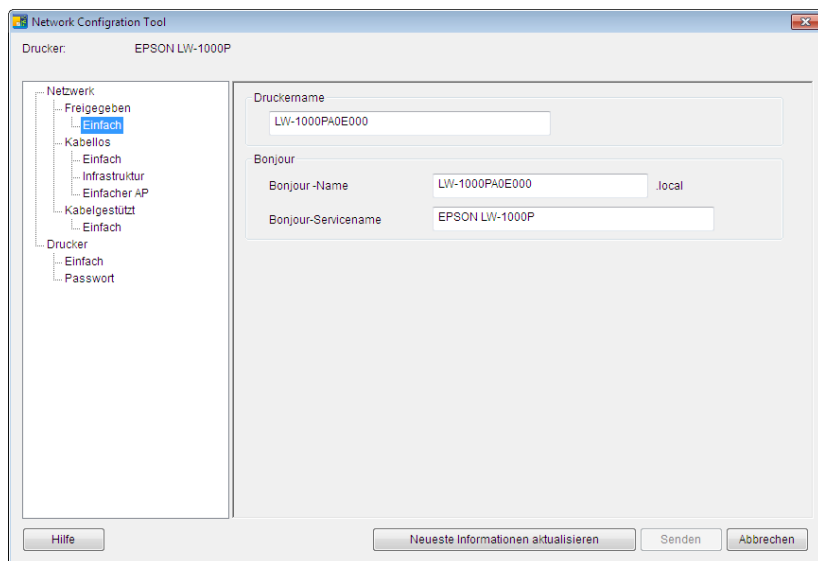 Network Configration Tool
Drucker: EPSON LW-1000P
Netzwerk
Freigegeben
Einfach
Kabellos
Einfach
Infrastruktur
Einfacher AP
Kabelgestützt
Einfach
Drucker
Einfach
Passwort
Druckername
LW-1000PA0E000
Bonjour
Bonjour -Name LW-1000PA0E000 .local
Bonjour-Servicename EPSON LW-1000P
Hilfe Neueste Informationen aktualisieren Senden Abbrechen